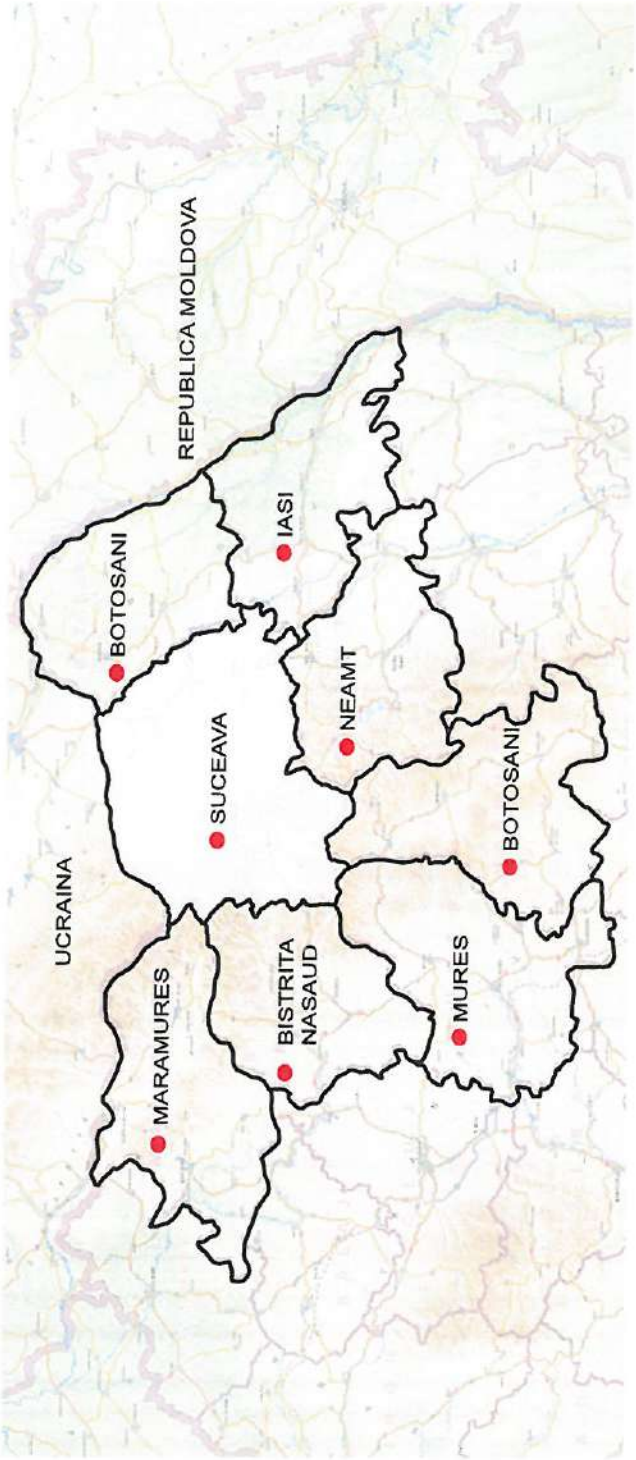 UCRAINA
REPUBLICA MOLDOVA
BOTOSANI
MARAMURES
SUCEAVA
IASI
BISTRITA
NASAUD
NEAMT
MURES
BOTOSANI